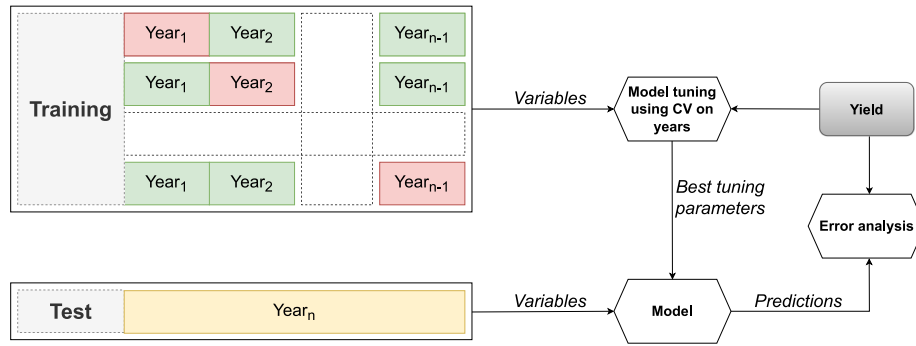 Year₁ Year₂ Yearₙ₋₁
Year₁ Year₂ Yearₙ₋₁
Training
Year₁ Year₂ Yearₙ₋₁
Variables
Model tuning
using CV on
years
Yield
Best tuning
parameters
Error analysis
Test
Yearₙ
Variables
Model
Predictions